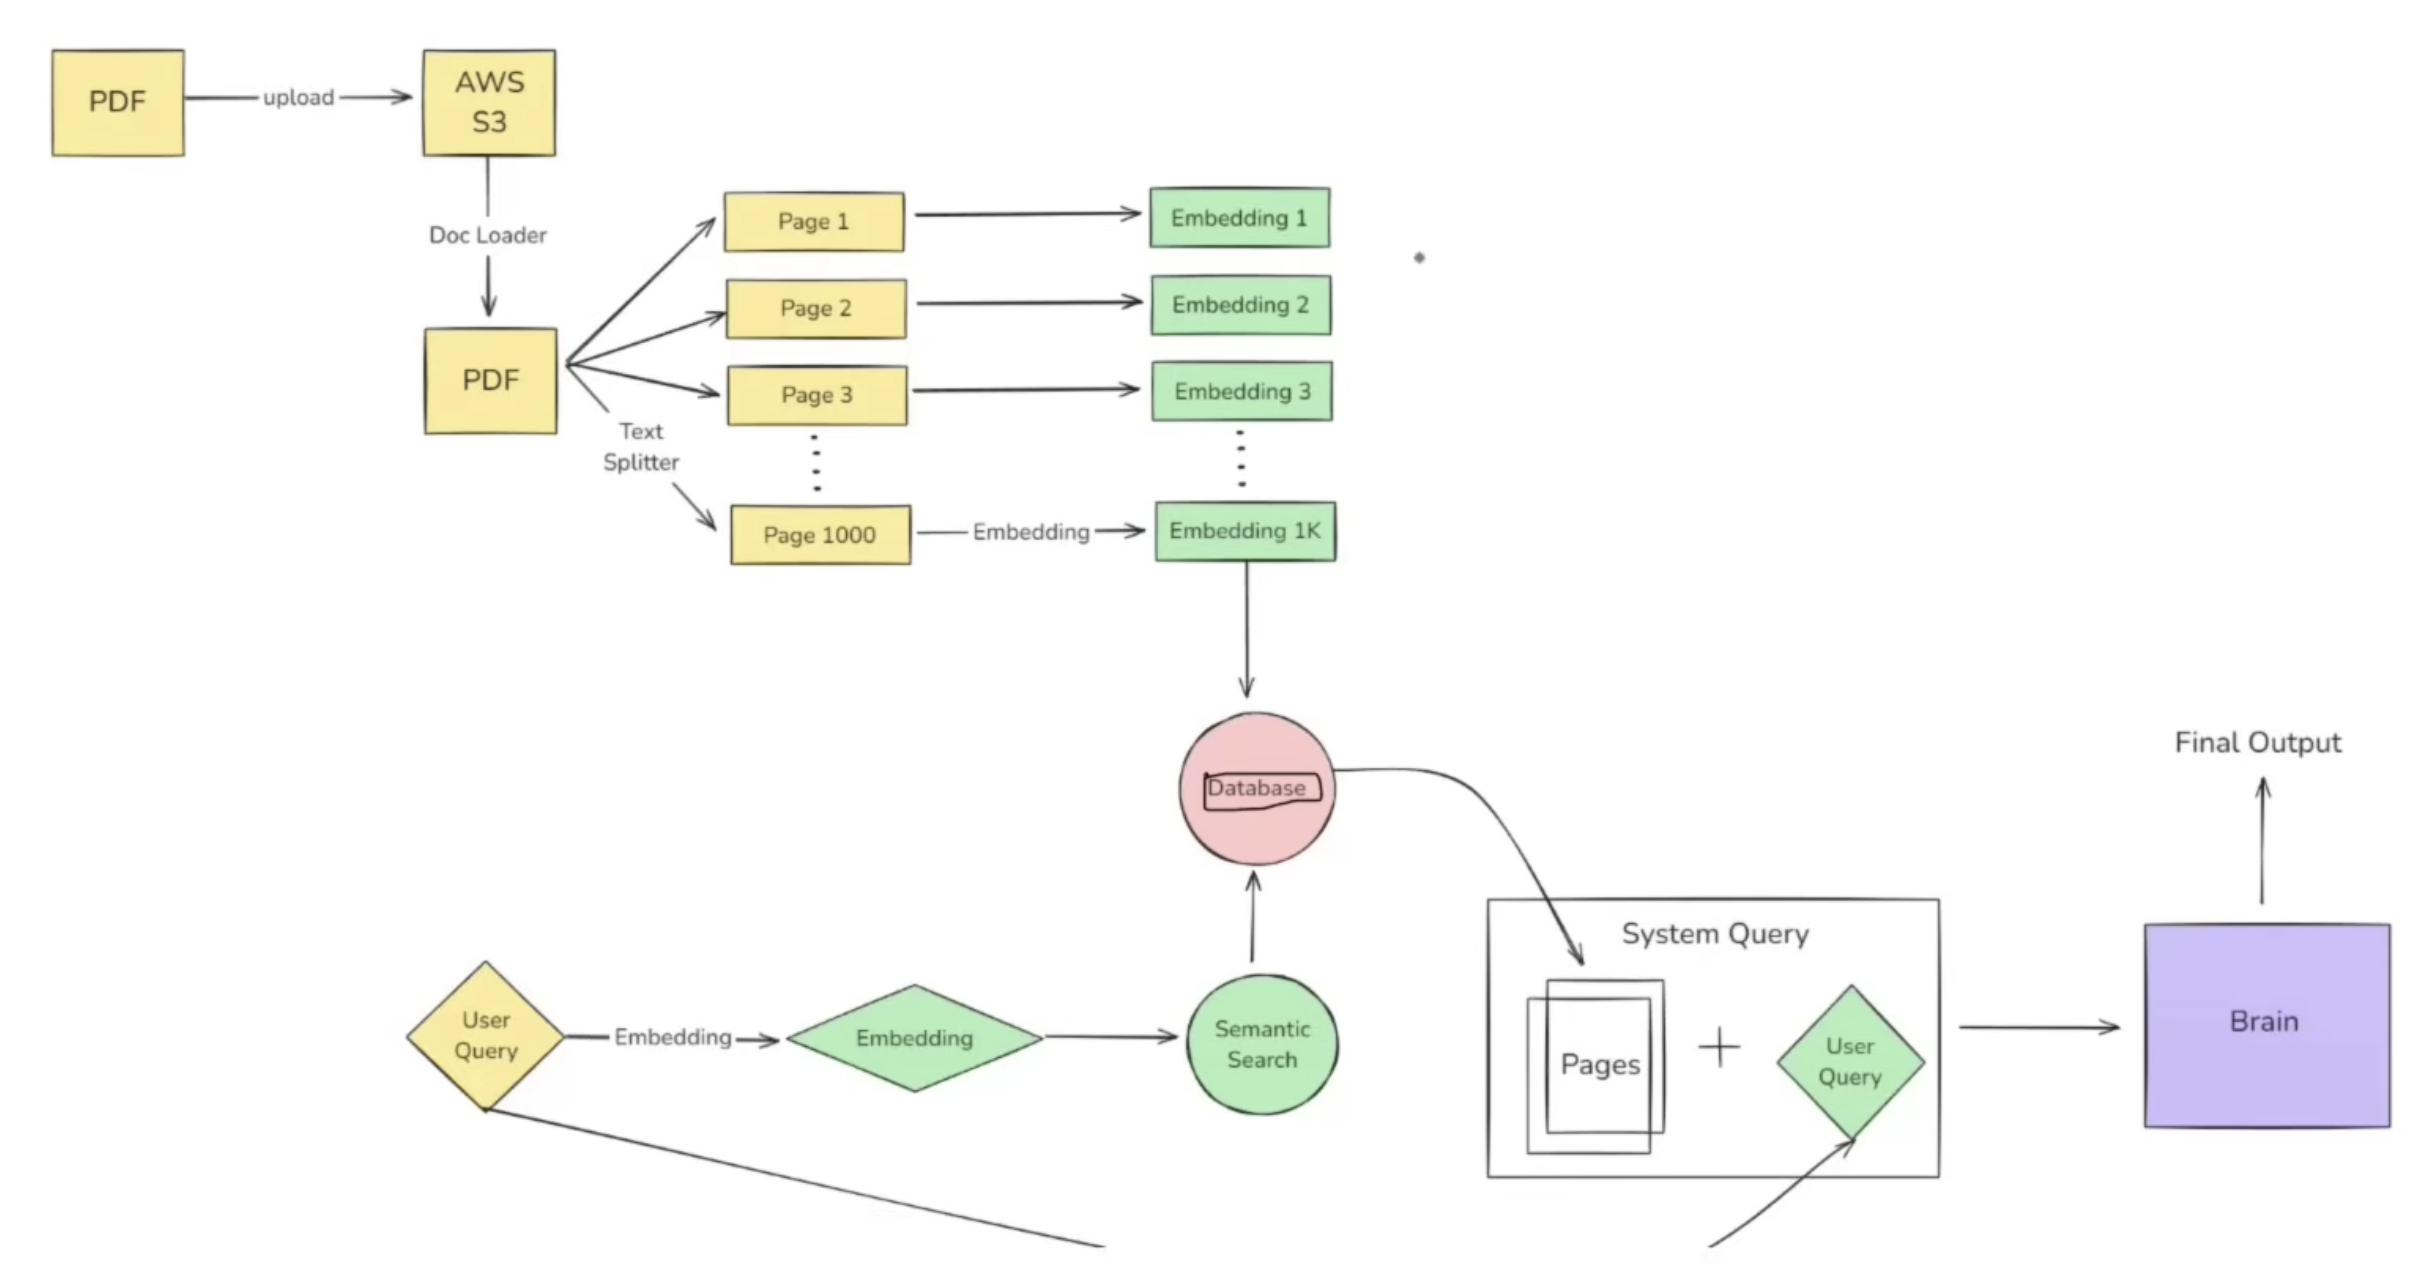 PDF
upload
AWS
S3
Doc Loader
PDF
Text
Splitter
Page 1
Page 2
Page 3
Page 1000
Embedding
Embedding 1
Embedding 2
Embedding 3
Embedding 1K
Database
User
Query
Embedding
Embedding
Semantic
Search
System Query
Pages
+
User
Query
Brain
Final Output